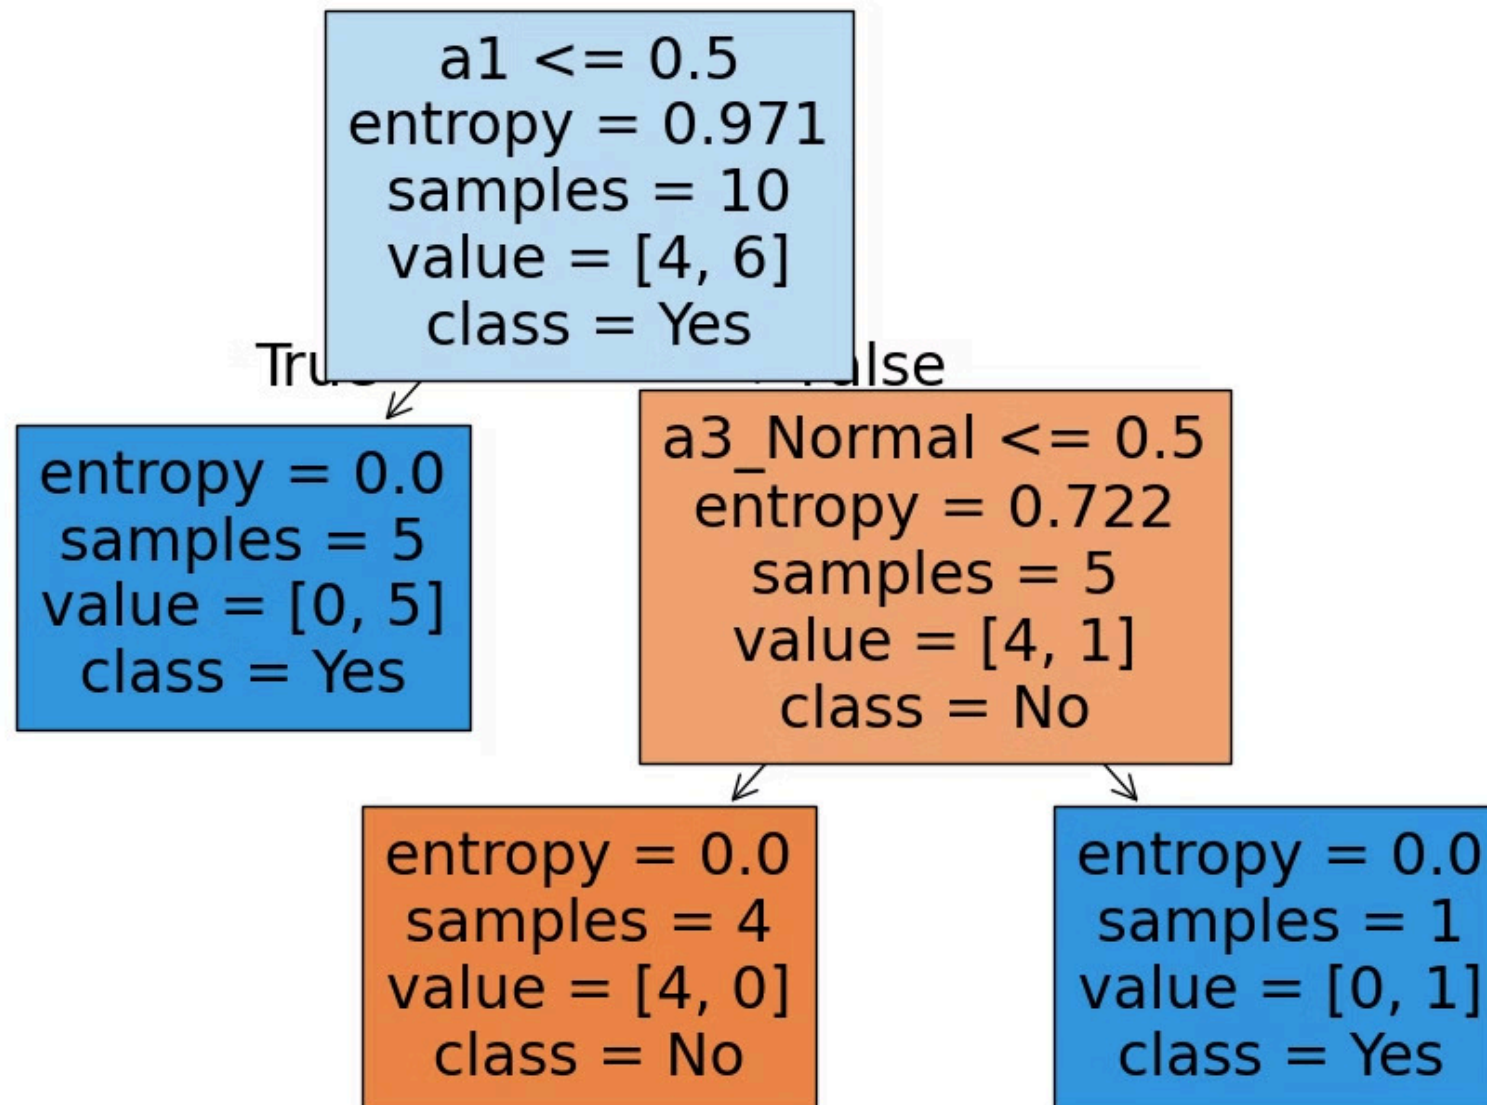 a1 <= 0.5
entropy = 0.971
samples = 10
value = [4, 6]
class = Yes
entropy = 0.0
samples = 5
value = [0, 5]
class = Yes
a3_Normal <= 0.5
entropy = 0.722
samples = 5
value = [4, 1]
class = No
entropy = 0.0
samples = 4
value = [4, 0]
class = No
entropy = 0.0
samples = 1
value = [0, 1]
class = Yes